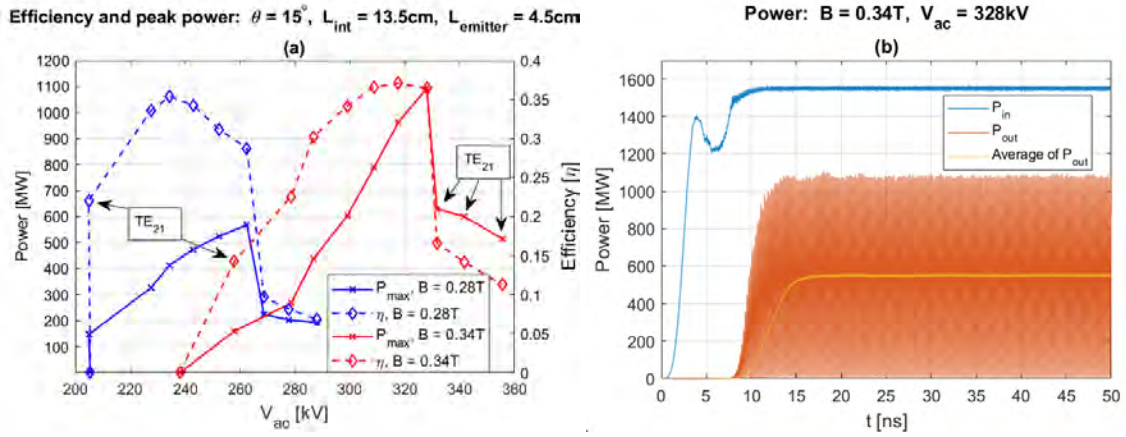 Efficiency and peak power: θ = 15°, L_int = 13.5cm, L_emitter = 4.5cm
(a)
Power [MW]
1200
1100
1000
900
800
700
600
500
400
300
200
100
0.4
0.35
0.3
0.25
0.2
0.15
0.1
0.05
0
Efficiency [η]
TE_21
TE_21
P_max, B = 0.28T
η, B = 0.28T
P_max, B = 0.34T
η, B = 0.34T
200 220 240 260 280 300 320 340 360
V_ac [kV]
Power: B = 0.34T, V_ac = 328kV
(b)
Power [MW]
1600
1400
1200
1000
800
600
400
200
0
P_in
P_out
Average of P_out
0 5 10 15 20 25 30 35 40 45 50
t [ns]